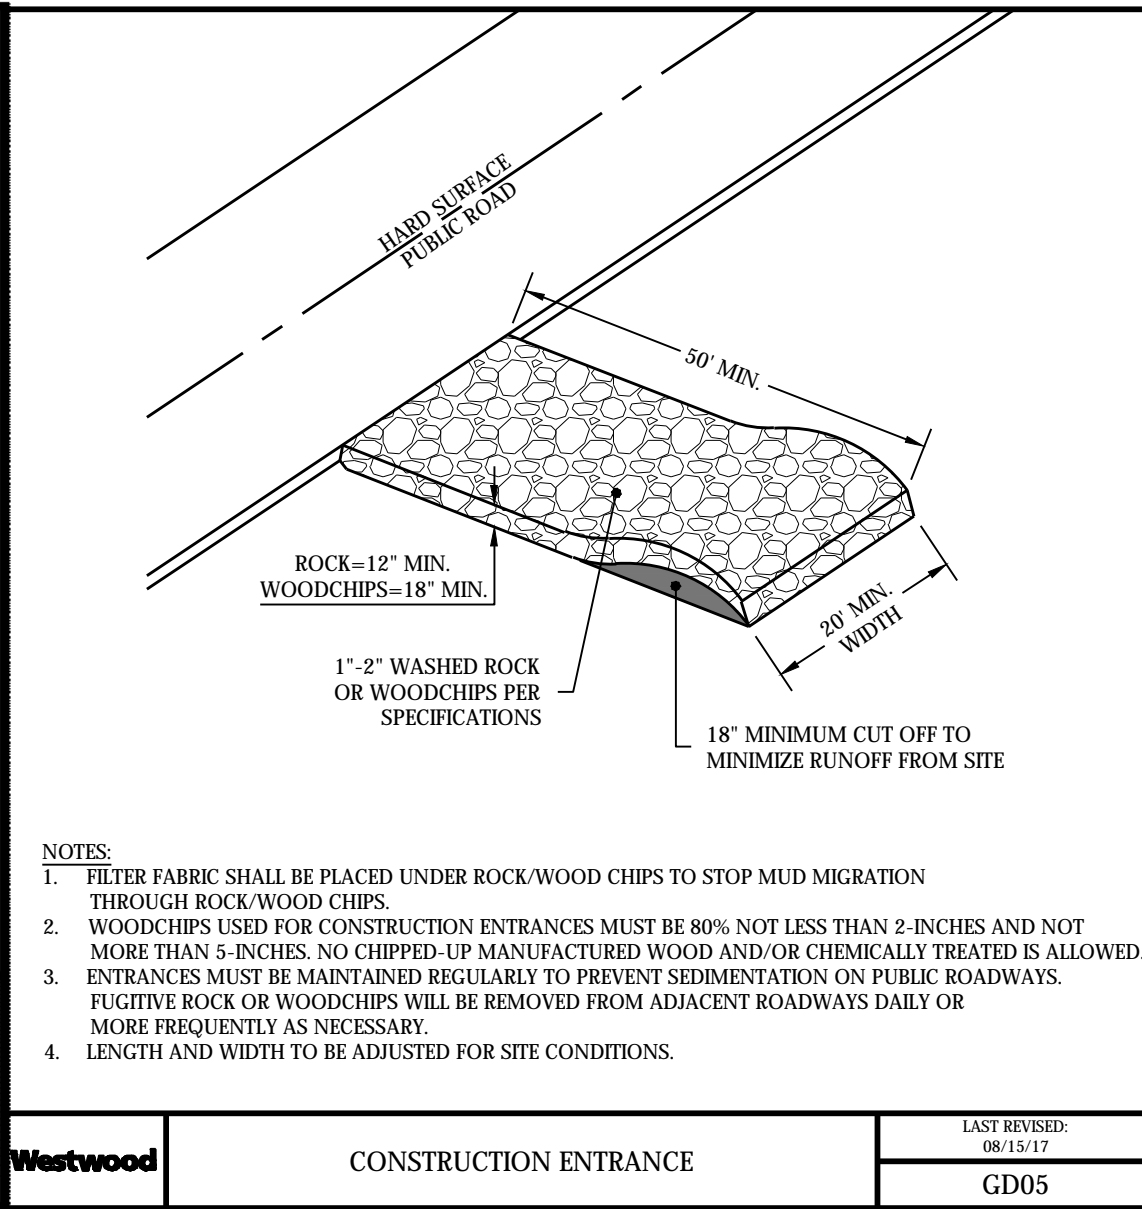 HARD SURFACE
PUBLIC ROAD
50' MIN.
ROCK=12" MIN.
WOODCHIPS=18" MIN.
20' MIN.
WIDTH
1"-2" WASHED ROCK
OR WOODCHIPS PER
SPECIFICATIONS
18" MINIMUM CUT OFF TO
MINIMIZE RUNOFF FROM SITE
NOTES:
1. FILTER FABRIC SHALL BE PLACED UNDER ROCK/WOOD CHIPS TO STOP MUD MIGRATION
THROUGH ROCK/WOOD CHIPS.
2. WOODCHIPS USED FOR CONSTRUCTION ENTRANCES MUST BE 80% NOT LESS THAN 2-INCHES AND NOT
MORE THAN 5-INCHES. NO CHIPPED-UP MANUFACTURED WOOD AND/OR CHEMICALLY TREATED IS ALLOWED.
3. ENTRANCES MUST BE MAINTAINED REGULARLY TO PREVENT SEDIMENTATION ON PUBLIC ROADWAYS.
FUGITIVE ROCK OR WOODCHIPS WILL BE REMOVED FROM ADJACENT ROADWAYS DAILY OR
MORE FREQUENTLY AS NECESSARY.
4. LENGTH AND WIDTH TO BE ADJUSTED FOR SITE CONDITIONS.
Westwood
CONSTRUCTION ENTRANCE
LAST REVISED:
08/15/17
GD05